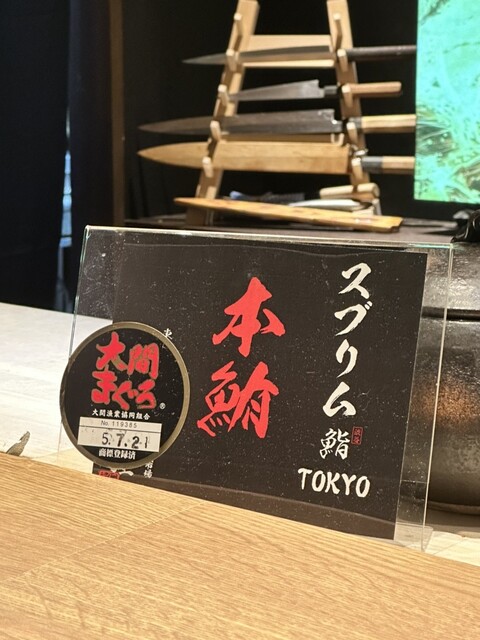 スプリム
鮨
TOKYO
本鮪
大間
まぐろ
®
大間漁業協同組合
No. 119385
5.7.21
商標登録済